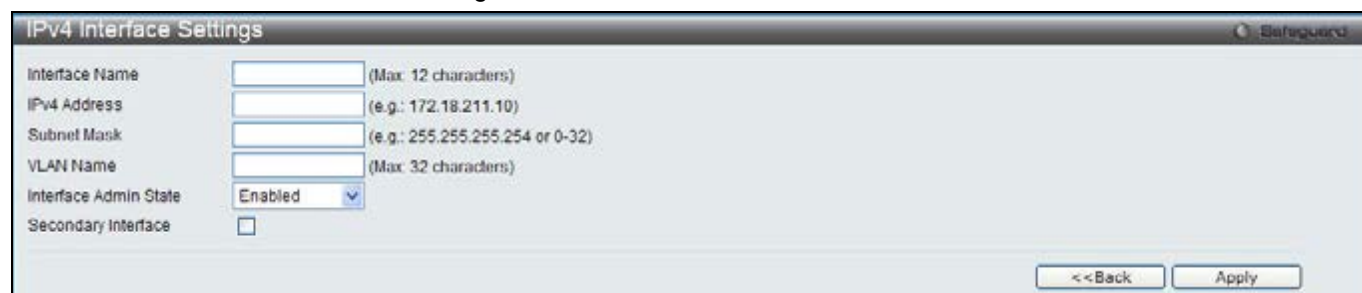 IPv4 Interface Settings
Safeguard
Interface Name (Max: 12 characters)
IPv4 Address (e.g.: 172.18.211.10)
Subnet Mask (e.g.: 255.255.255.254 or 0-32)
VLAN Name (Max: 32 characters)
Interface Admin State Enabled
Secondary Interface
<<Back Apply